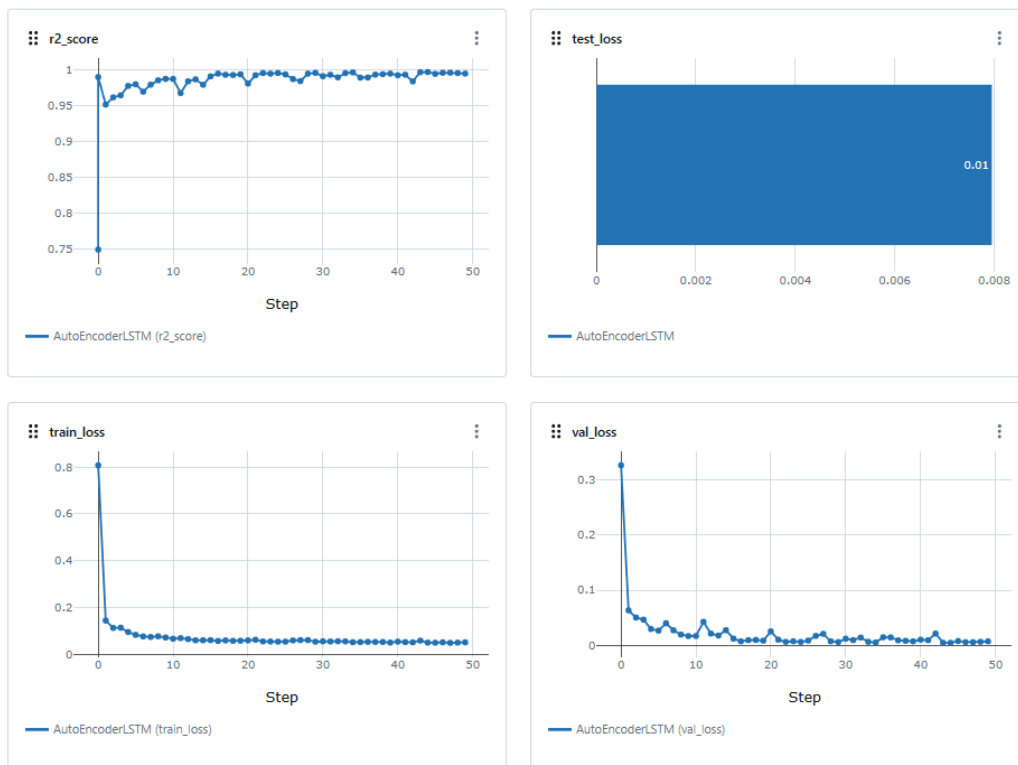 r2_score
1
0.95
0.9
0.85
0.8
0.75
0 10 20 30 40 50
Step
AutoEncoderLSTM (r2_score)
test_loss
0.01
0 0.002 0.004 0.006 0.008
AutoEncoderLSTM
train_loss
0.8
0.6
0.4
0.2
0
0 10 20 30 40 50
Step
AutoEncoderLSTM (train_loss)
val_loss
0.3
0.2
0.1
0
0 10 20 30 40 50
Step
AutoEncoderLSTM (val_loss)